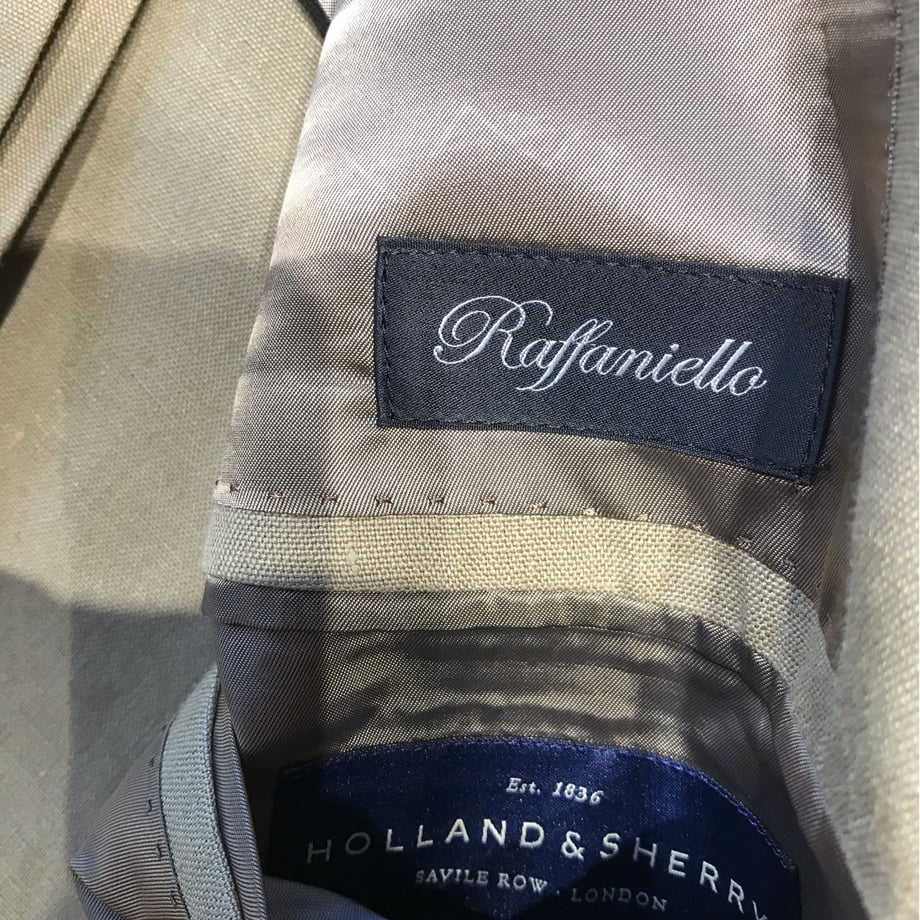 Raffaniello
Est. 1836
HOLLAND & SHERRY
SAVILE ROW · LONDON